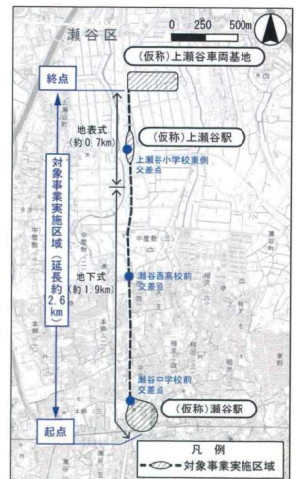 瀬谷区
0 250 500m
(仮称)上瀬谷車両基地
終点
地表式
(約0.7km)
(仮称)上瀬谷駅
上瀬谷小学校東側
交差点
対象事業実施区域(延長約2.6km)
中屋敷(三)
地下式
(約1.9km)
瀬谷西高校前
交差点
瀬谷中学校前
交差点
(仮称)瀬谷駅
起点
凡例
対象事業実施区域